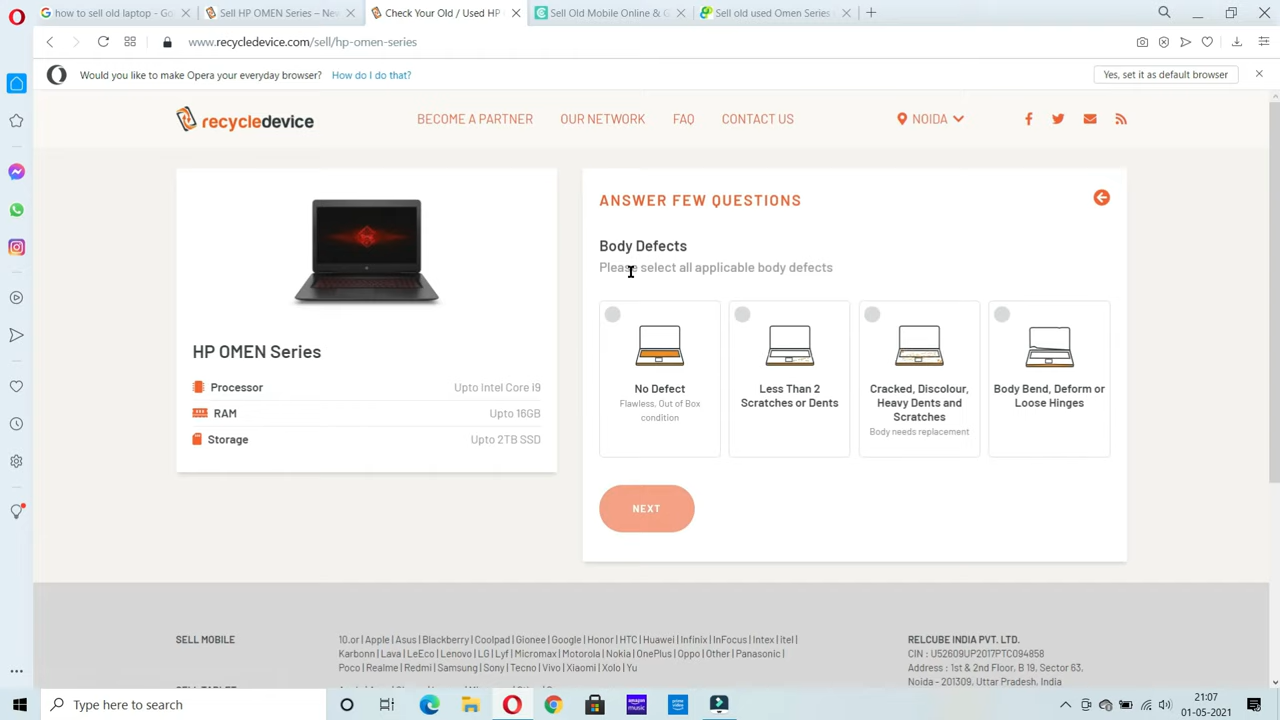 how to sell old laptop - Go
Sell HP OMEN Series – Nev
Check Your Old / Used HP
Sell Old Mobile Online & G
Sell old used Omen Series
www.recycledevice.com/sell/hp-omen-series
Would you like to make Opera your everyday browser? How do I do that?
Yes, set it as default browser
recycledevice
BECOME A PARTNER
OUR NETWORK
FAQ
CONTACT US
NOIDA
HP OMEN Series
Processor Upto Intel Core i9
RAM Upto 16GB
Storage Upto 2TB SSD
ANSWER FEW QUESTIONS
Body Defects
Please select all applicable body defects
No Defect
Flawless, Out of Box
condition
Less Than 2
Scratches or Dents
Cracked, Discolour,
Heavy Dents and
Scratches
Body needs replacement
Body Bend, Deform or
Loose Hinges
NEXT
SELL MOBILE
10.or | Apple | Asus | Blackberry | Coolpad | Gionee | Google | Honor | HTC | Huawei | Infinix | InFocus | Intex | itel |
Karbonn | Lava | LeEco | Lenovo | LG | Lyf | Micromax | Motorola | Nokia | OnePlus | Oppo | Other | Panasonic |
Poco | Realme | Redmi | Samsung | Sony | Tecno | Vivo | Xiaomi | Xolo | Yu
RELCUBE INDIA PVT. LTD.
CIN : U52609UP2017PTC094858
Address : 1st & 2nd Floor, B 19, Sector 63,
Noida - 201309, Uttar Pradesh, India
Type here to search
amazon music
prime video
21:07
01-05-2021